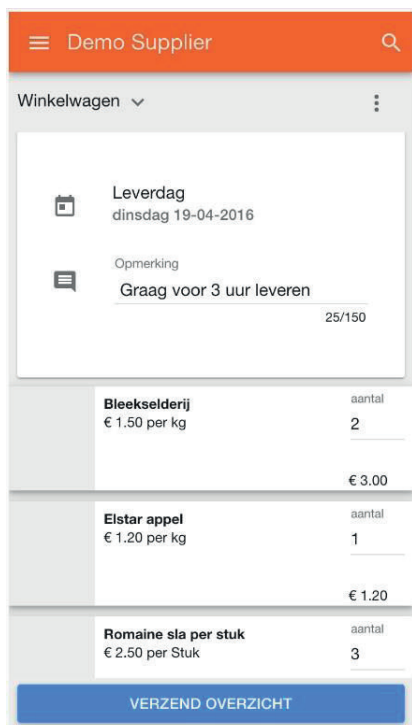 Demo Supplier
Winkelwagen
Leverdag
dinsdag 19-04-2016
Opmerking
Graag voor 3 uur leveren
25/150
Bleekselderij
aantal
€ 1.50 per kg
2
€ 3.00
Elstar appel
aantal
€ 1.20 per kg
1
€ 1.20
Romaine sla per stuk
aantal
€ 2.50 per Stuk
3
VERZEND OVERZICHT